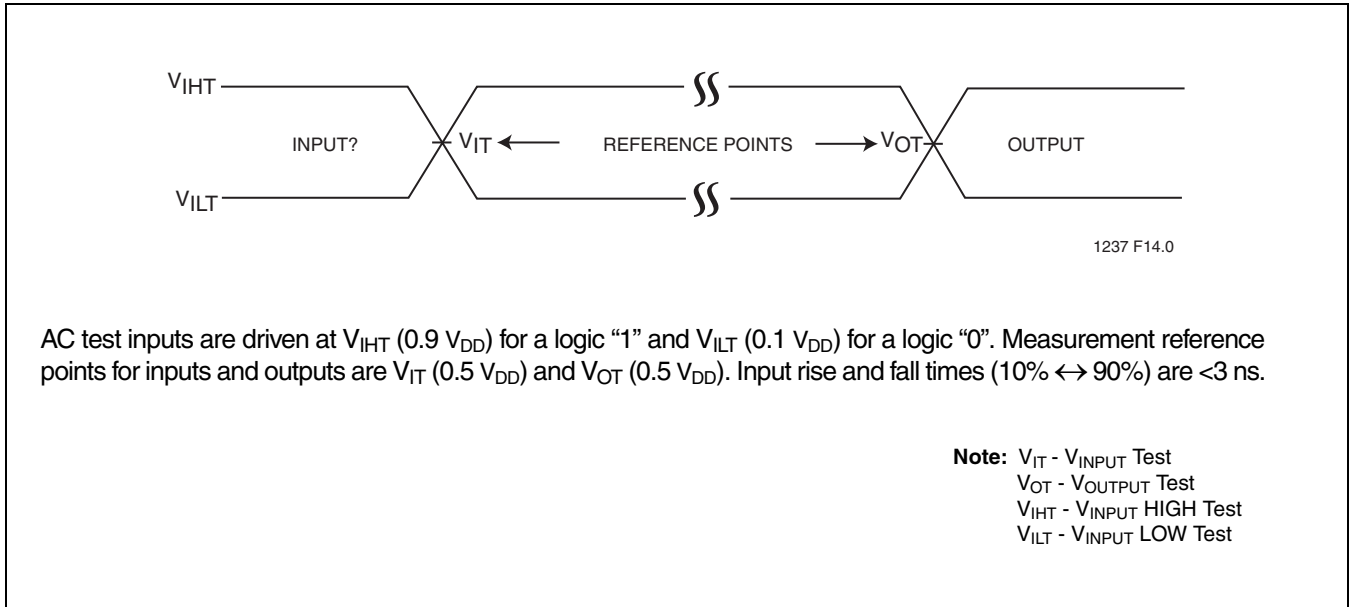 VIHT
INPUT? VIT REFERENCE POINTS VOT OUTPUT
VILT
1237 F14.0
AC test inputs are driven at VIHT (0.9 VDD) for a logic “1” and VILT (0.1 VDD) for a logic “0”. Measurement reference
points for inputs and outputs are VIT (0.5 VDD) and VOT (0.5 VDD). Input rise and fall times (10% ↔ 90%) are <3 ns.
Note: VIT - VINPUT Test
VOT - VOUTPUT Test
VIHT - VINPUT HIGH Test
VILT - VINPUT LOW Test